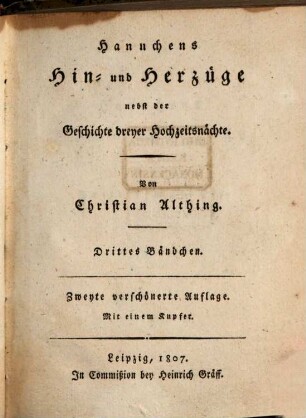 Hannchens
Hin- und Herzüge
nebst der
Geschichte dreyer Hochzeitsnächte.
Von
Christian Althing.
Drittes Bändchen.
Zweyte verschönerte Auflage.
Mit einem Kupfer.
Leipzig, 1807.
In Commißion bey Heinrich Gräff.